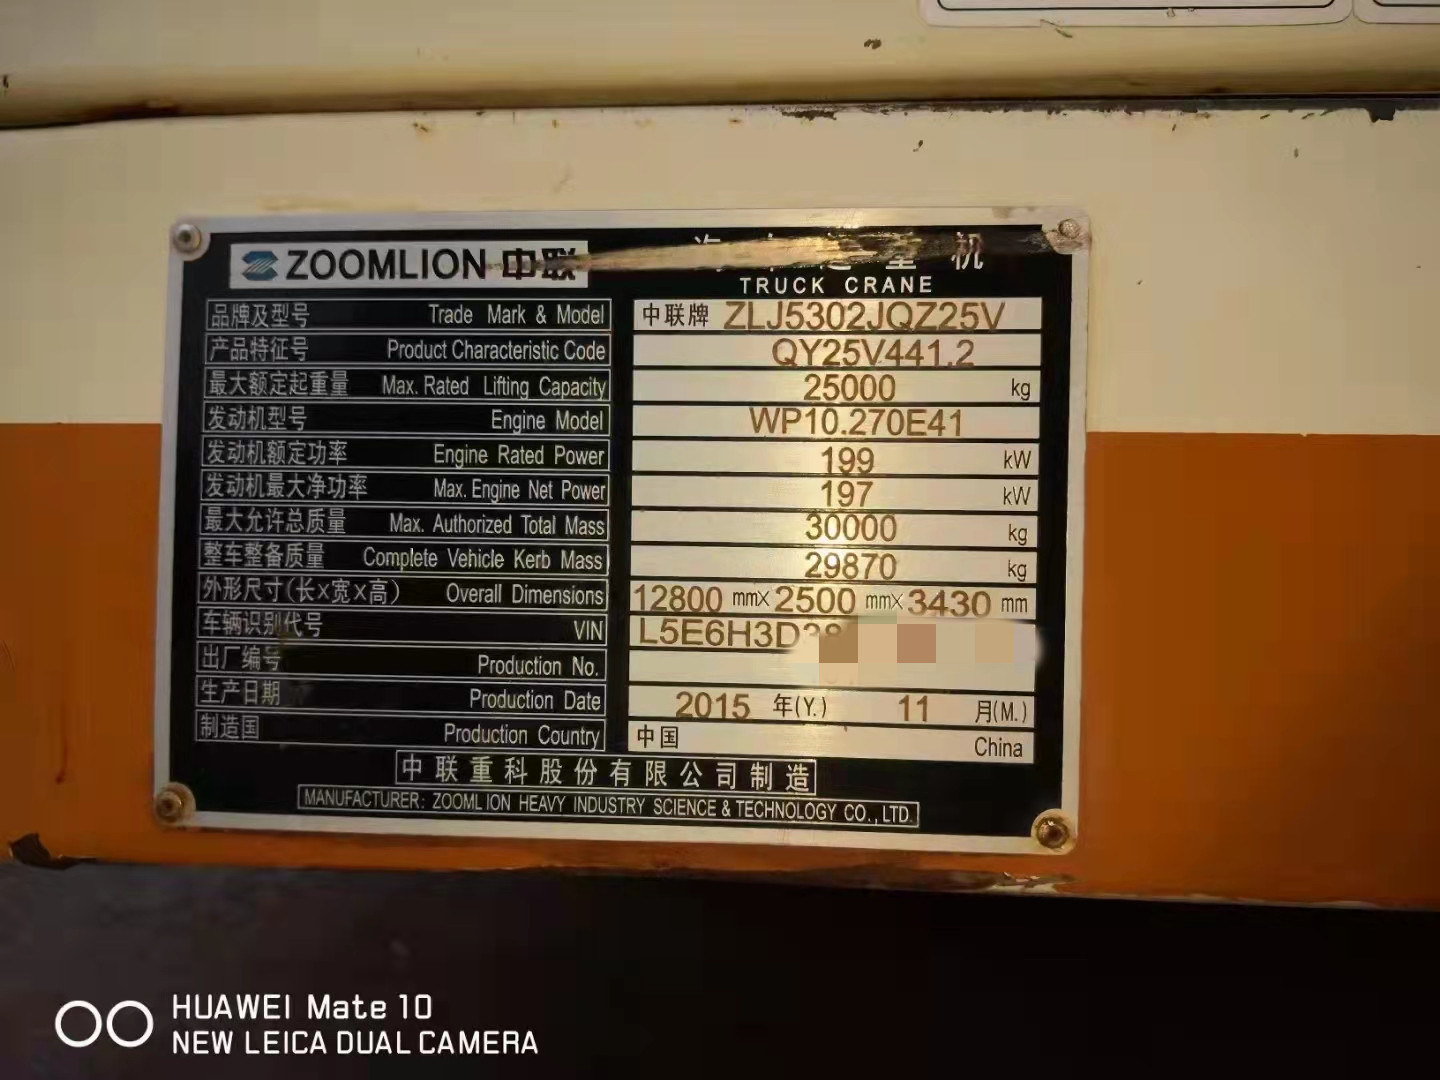 ZOOMLION 中联
汽车起重机
TRUCK CRANE
品牌及型号 Trade Mark & Model 中联牌 ZLJ5302JQZ25V
产品特征号 Product Characteristic Code QY25V441.2
最大额定起重量 Max. Rated Lifting Capacity 25000 kg
发动机型号 Engine Model WP10.270E41
发动机额定功率 Engine Rated Power 199 kW
发动机最大净功率 Max. Engine Net Power 197 kW
最大允许总质量 Max. Authorized Total Mass 30000 kg
整车整备质量 Complete Vehicle Kerb Mass 29870 kg
外形尺寸(长×宽×高) Overall Dimensions 12800 mm× 2500 mm× 3430 mm
车辆识别代号 VIN L5E6H3D
出厂编号 Production No.
生产日期 Production Date 2015 年(Y.) 11 月(M.)
制造国 Production Country 中国 China
中联重科股份有限公司制造
MANUFACTURER: ZOOMLION HEAVY INDUSTRY SCIENCE & TECHNOLOGY CO., LTD.
HUAWEI Mate 10
NEW LEICA DUAL CAMERA